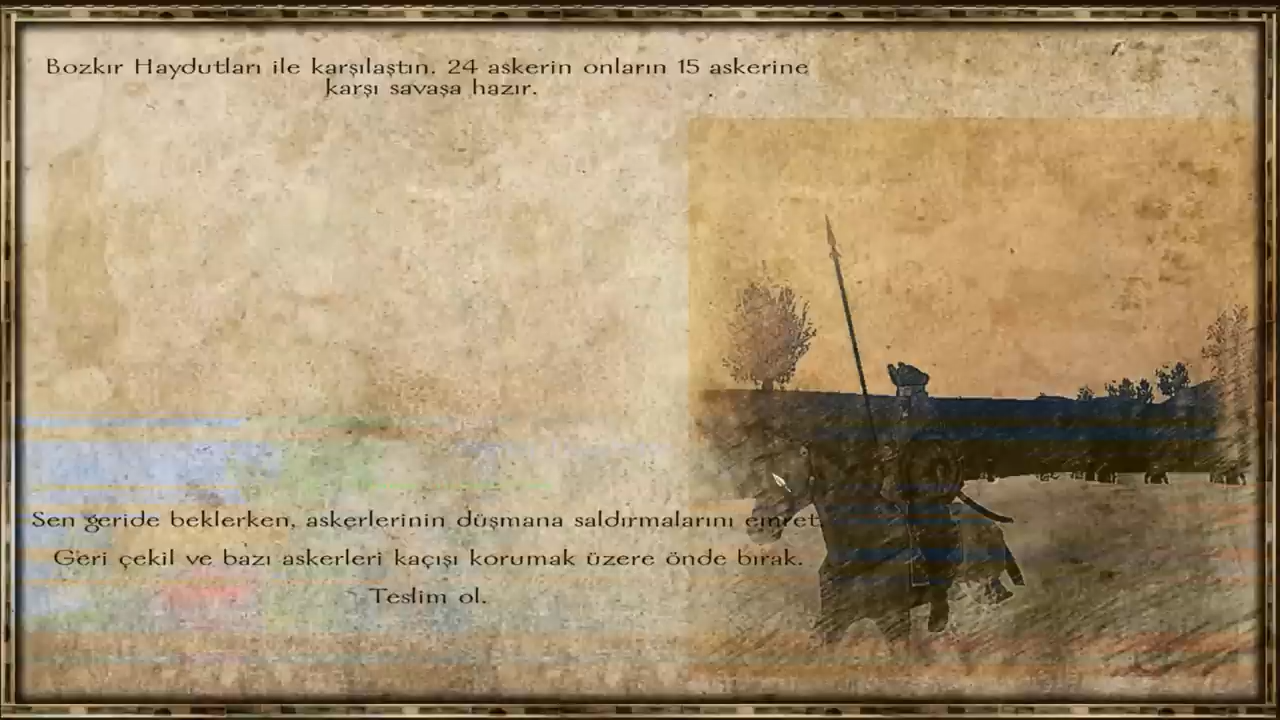 Bozkır Haydutları ile karşılaştın. 24 askerin onların 15 askerine
karşı savaşa hazır.
Sen geride beklerken, askerlerinin düşmana saldırmalarını emret.
Geri çekil ve bazı askerleri kaçışı korumak üzere önde bırak.
Teslim ol.